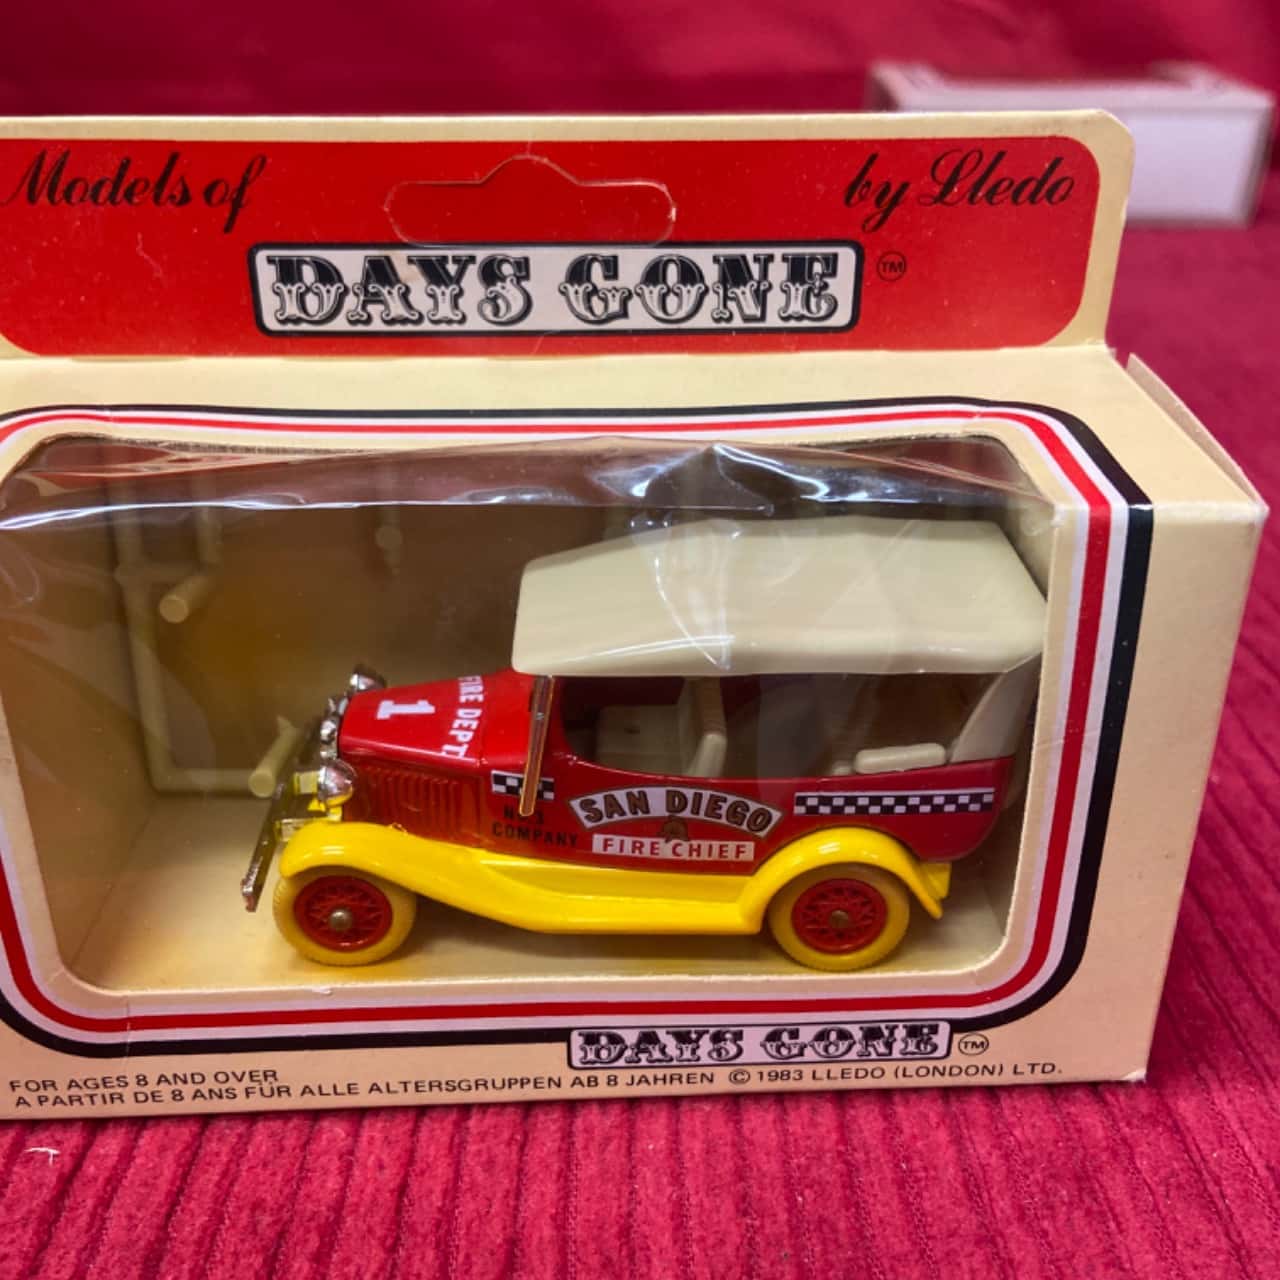 Models of
by Lledo
DAYS GONE ™
FIRE DEPT.
1
SAN DIEGO
FIRE CHIEF
COMPANY
DAYS GONE ™
FOR AGES 8 AND OVER
A PARTIR DE 8 ANS FÜR ALLE ALTERSGRUPPEN AB 8 JAHREN © 1983 LLEDO (LONDON) LTD.